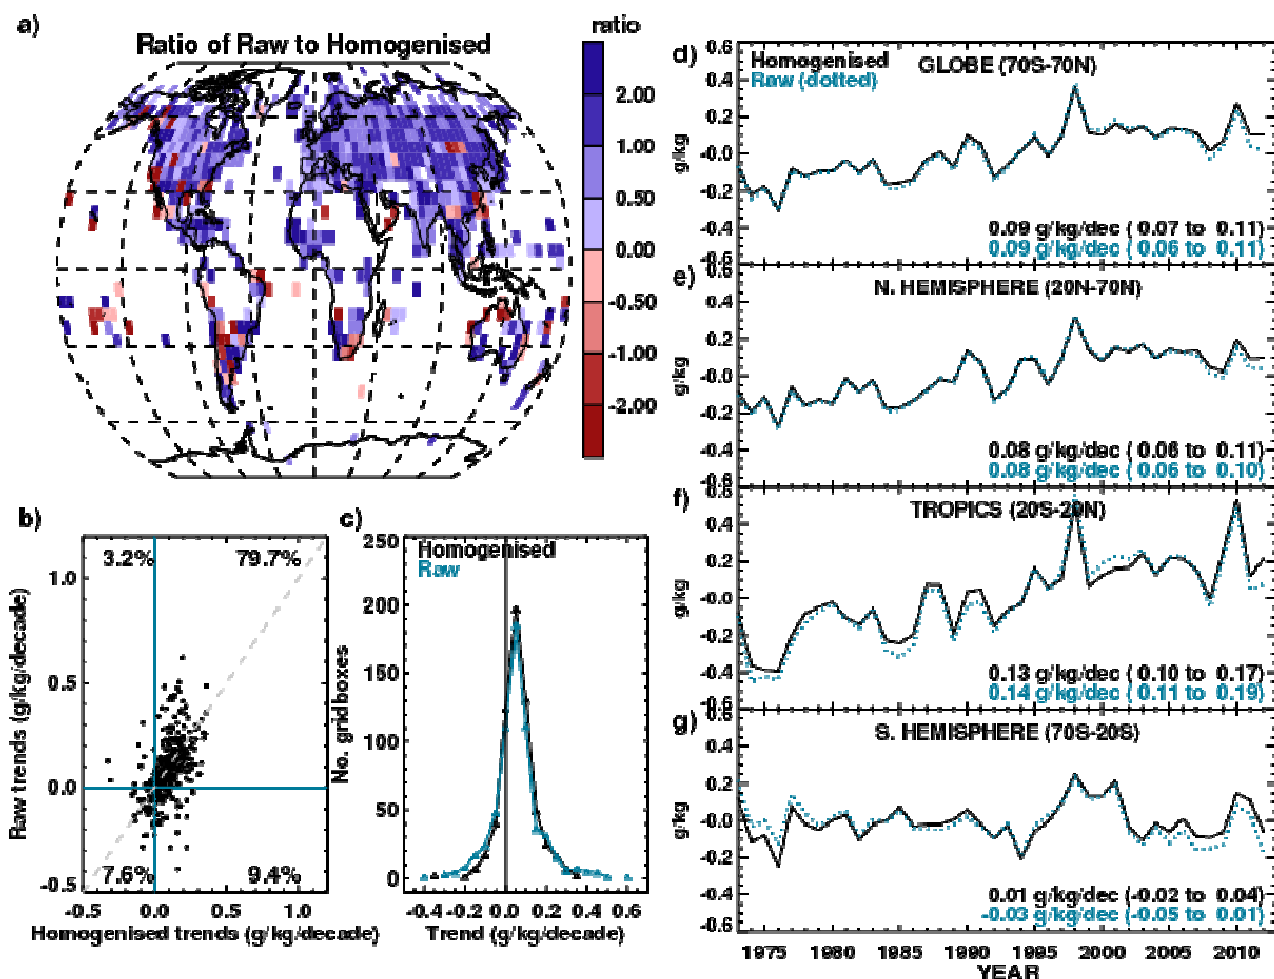 a)
Ratio of Raw to Homogenised
ratio
2.00
1.00
0.50
0.00
-0.50
-1.00
-2.00
b)
3.2%
79.7%
7.6%
9.4%
1.0
0.5
0.0
-0.5
Raw trends (g/kg/decade)
-0.5 0.0 0.5 1.0
Homogenised trends (g/kg/decade)
c)
Homogenised
Raw
250
200
150
100
50
0
No. grid boxes
-0.4 -0.2 0.0 0.2 0.4 0.6
Trend (g/kg/decade)
d)
Homogenised
Raw (dotted)
GLOBE (70S-70N)
0.6
0.4
0.2
-0.0
-0.2
-0.4
-0.6
g/kg
0.09 g/kg/dec ( 0.07 to 0.11)
0.09 g/kg/dec ( 0.06 to 0.11)
e)
N. HEMISPHERE (20N-70N)
0.6
0.4
0.2
-0.0
-0.2
-0.4
-0.6
g/kg
0.08 g/kg/dec ( 0.06 to 0.11)
0.08 g/kg/dec ( 0.06 to 0.10)
f)
TROPICS (20S-20N)
0.6
0.4
0.2
-0.0
-0.2
-0.4
-0.6
g/kg
0.13 g/kg/dec ( 0.10 to 0.17)
0.14 g/kg/dec ( 0.11 to 0.19)
g)
S. HEMISPHERE (70S-20S)
0.6
0.4
0.2
-0.0
-0.2
-0.4
-0.6
g/kg
0.01 g/kg/dec (-0.02 to 0.04)
-0.03 g/kg/dec (-0.05 to 0.01)
1975 1980 1985 1990 1995 2000 2005 2010
YEAR